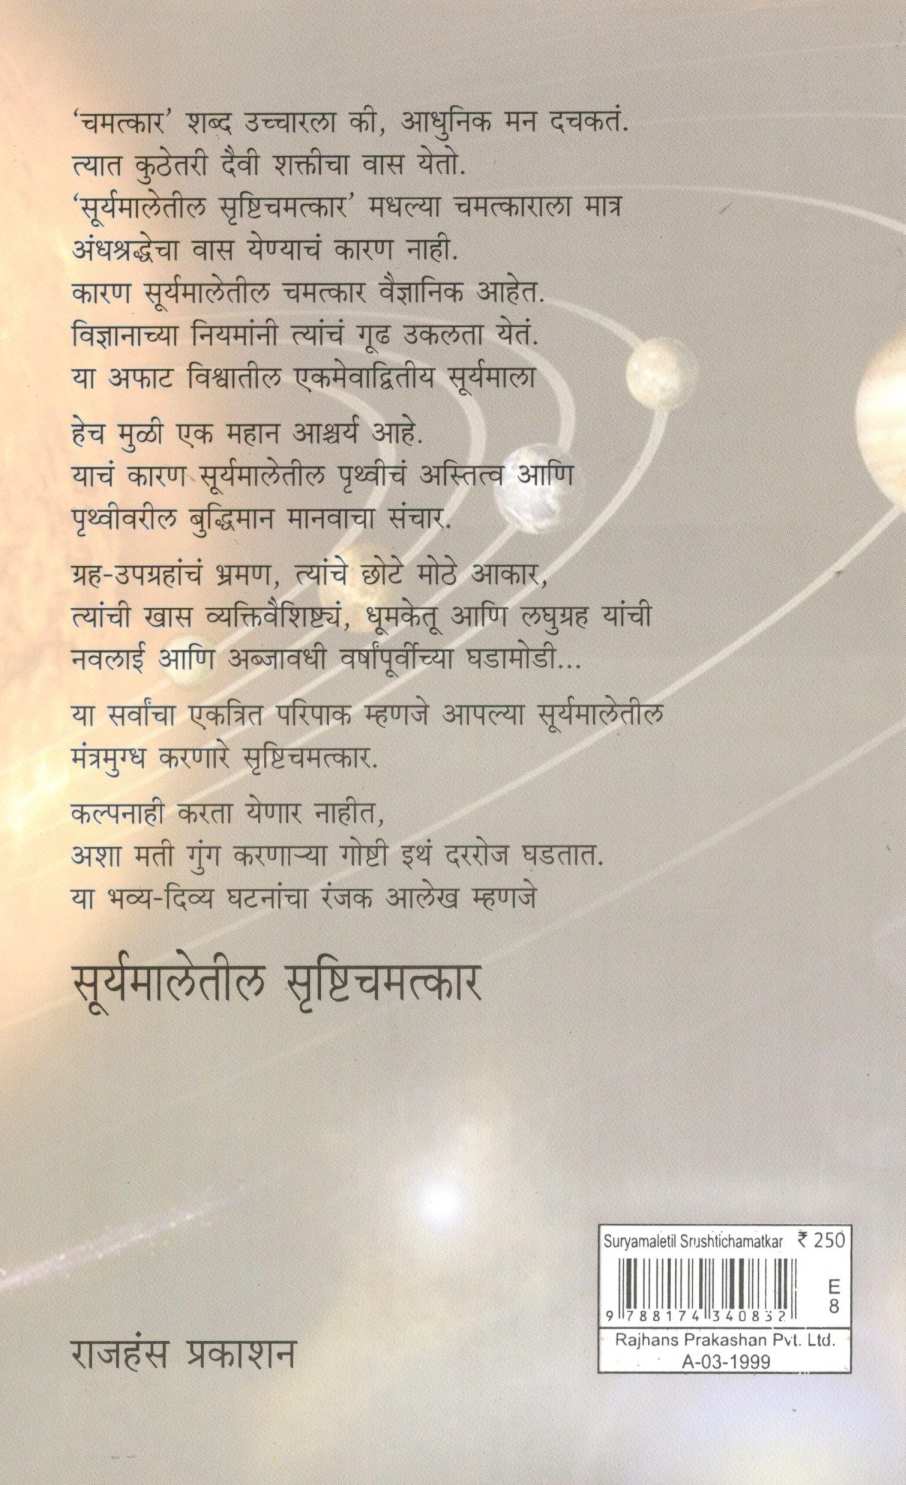 ‘चमत्कार’ शब्द उच्चारला की, आधुनिक मन दचकतं.
त्यात कुठेतरी दैवी शक्तीचा वास येतो.
‘सूर्यमालेतील सृष्टिचमत्कार’ मधल्या चमत्काराला मात्र
अंधश्रद्धेचा वास येण्याचं कारण नाही.
कारण सूर्यमालेतील चमत्कार वैज्ञानिक आहेत.
विज्ञानाच्या नियमांनी त्यांचं गूढ उकलता येतं.
या अफाट विश्वातील एकमेवाद्वितीय सूर्यमाला
हेच मुळी एक महान आश्चर्य आहे.
याचं कारण सूर्यमालेतील पृथ्वीचं अस्तित्व आणि
पृथ्वीवरील बुद्धिमान मानवाचा संचार.
ग्रह-उपग्रहांचं भ्रमण, त्यांचे छोटे मोठे आकार,
त्यांची खास व्यक्तिवैशिष्ट्यं, धूमकेतू आणि लघुग्रह यांची
नवलाई आणि अब्जावधी वर्षांपूर्वीच्या घडामोडी...
या सर्वांचा एकत्रित परिपाक म्हणजे आपल्या सूर्यमालेतील
मंत्रमुग्ध करणारे सृष्टिचमत्कार.
कल्पनाही करता येणार नाहीत,
अशा मती गुंग करणाऱ्या गोष्टी इथं दररोज घडतात.
या भव्य-दिव्य घटनांचा रंजक आलेख म्हणजे
सूर्यमालेतील सृष्टिचमत्कार
Suryamaletil Srushtichamatkar ₹ 250
E
8
9 788174 340832
Rajhans Prakashan Pvt. Ltd.
A-03-1999
राजहंस प्रकाशन